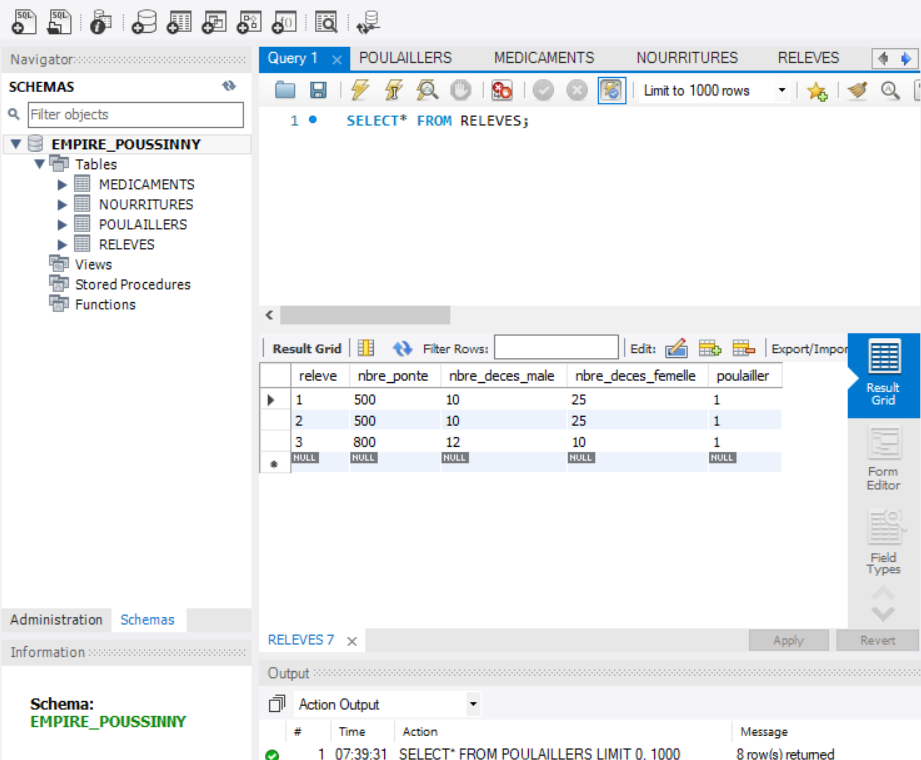 SQL SQL
Navigator
SCHEMAS
Filter objects
EMPIRE_POUSSINNY
Tables
MEDICAMENTS
NOURRITURES
POULAILLERS
RELEVES
Views
Stored Procedures
Functions
Administration Schemas
Information
Schema:
EMPIRE_POUSSINNY
Query 1 POULAILLERS MEDICAMENTS NOURRITURES RELEVES
Limit to 1000 rows
1 SELECT* FROM RELEVES;
Result Grid Filter Rows: Edit: Export/Impor
releve nbre_ponte nbre_deces_male nbre_deces_femelle poulailler
1 500 10 25 1
2 500 10 25 1
3 800 12 10 1
NULL NULL NULL NULL NULL
Result
Grid
Form
Editor
Field
Types
RELEVES 7 Apply Revert
Output
Action Output
# Time Action Message
1 07:39:31 SELECT* FROM POULAILLERS LIMIT 0, 1000 8 row(s) returned